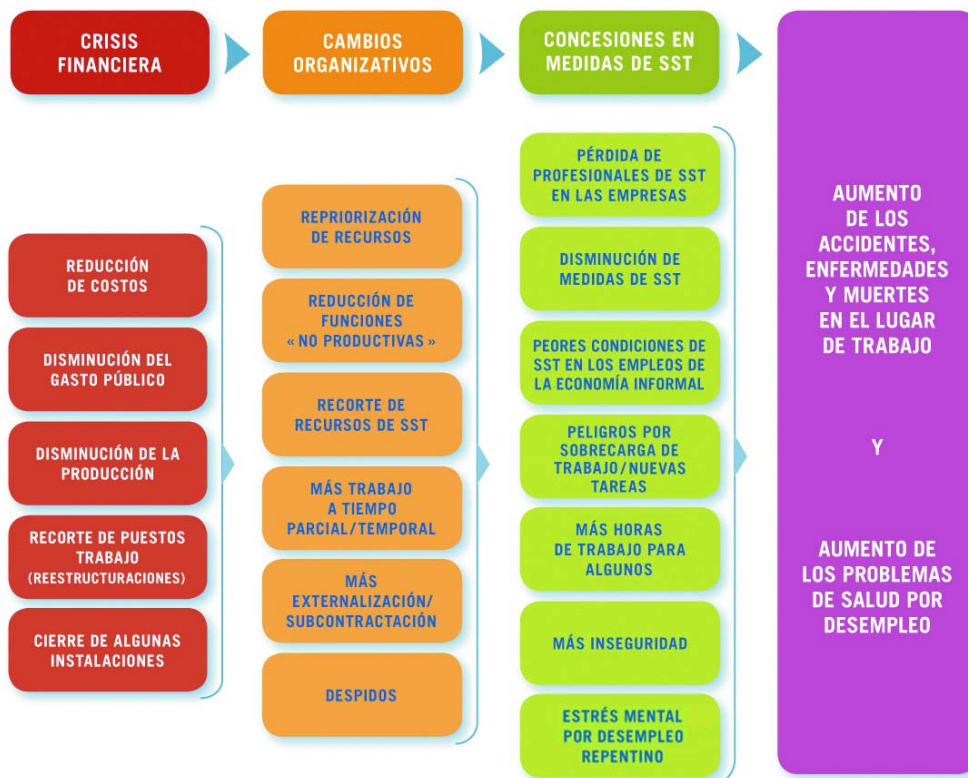 CRISIS
FINANCIERA
CAMBIOS
ORGANIZATIVOS
CONCESIONES EN
MEDIDAS DE SST
REDUCCIÓN
DE COSTOS
DISMINUCIÓN DEL
GASTO PÚBLICO
DISMINUCIÓN DE LA
PRODUCCIÓN
RECORTE DE PUESTOS
TRABAJO
(REESTRUCTURACIONES)
CIERRE DE ALGUNAS
INSTALACIONES
REPRIORIZACIÓN
DE RECURSOS
REDUCCIÓN DE
FUNCIONES
« NO PRODUCTIVAS »
RECORTE DE
RECURSOS DE SST
MÁS TRABAJO
A TIEMPO
PARCIAL/TEMPORAL
MÁS
EXTERNALIZACIÓN/
SUBCONTRACTACIÓN
DESPIDOS
PÉRDIDA DE
PROFESIONALES DE SST
EN LAS EMPRESAS
DISMINUCIÓN DE
MEDIDAS DE SST
PEORES CONDICIONES DE
SST EN LOS EMPLEOS DE
LA ECONOMÍA INFORMAL
PELIGROS POR
SOBRECARGA DE
TRABAJO/NUEVAS
TAREAS
MÁS HORAS
DE TRABAJO PARA
ALGUNOS
MÁS INSEGURIDAD
ESTRÉS MENTAL
POR DESEMPLEO
REPENTINO
AUMENTO
DE LOS
ACCIDENTES,
ENFERMEDADES
Y MUERTES
EN EL LUGAR
DE TRABAJO
Y
AUMENTO DE
LOS PROBLEMAS
DE SALUD POR
DESEMPLEO